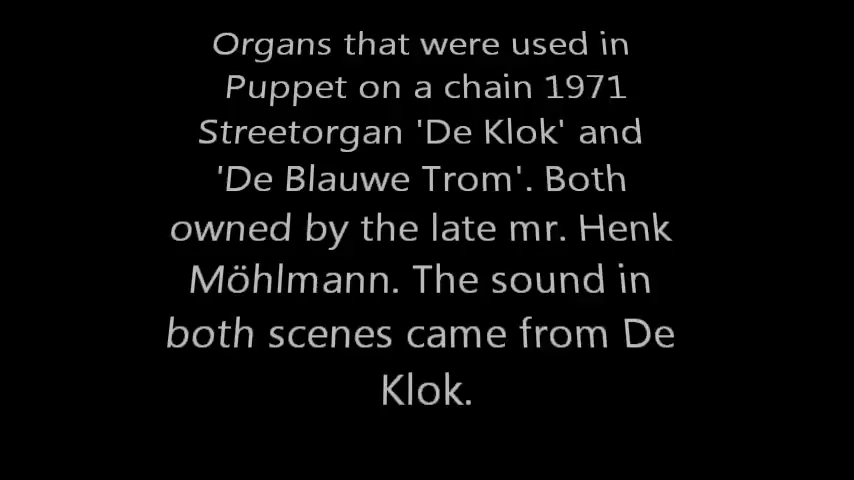 Organs that were used in
Puppet on a chain 1971
Streetorgan 'De Klok' and
'De Blauwe Trom'. Both
owned by the late mr. Henk
Möhlmann. The sound in
both scenes came from De
Klok.